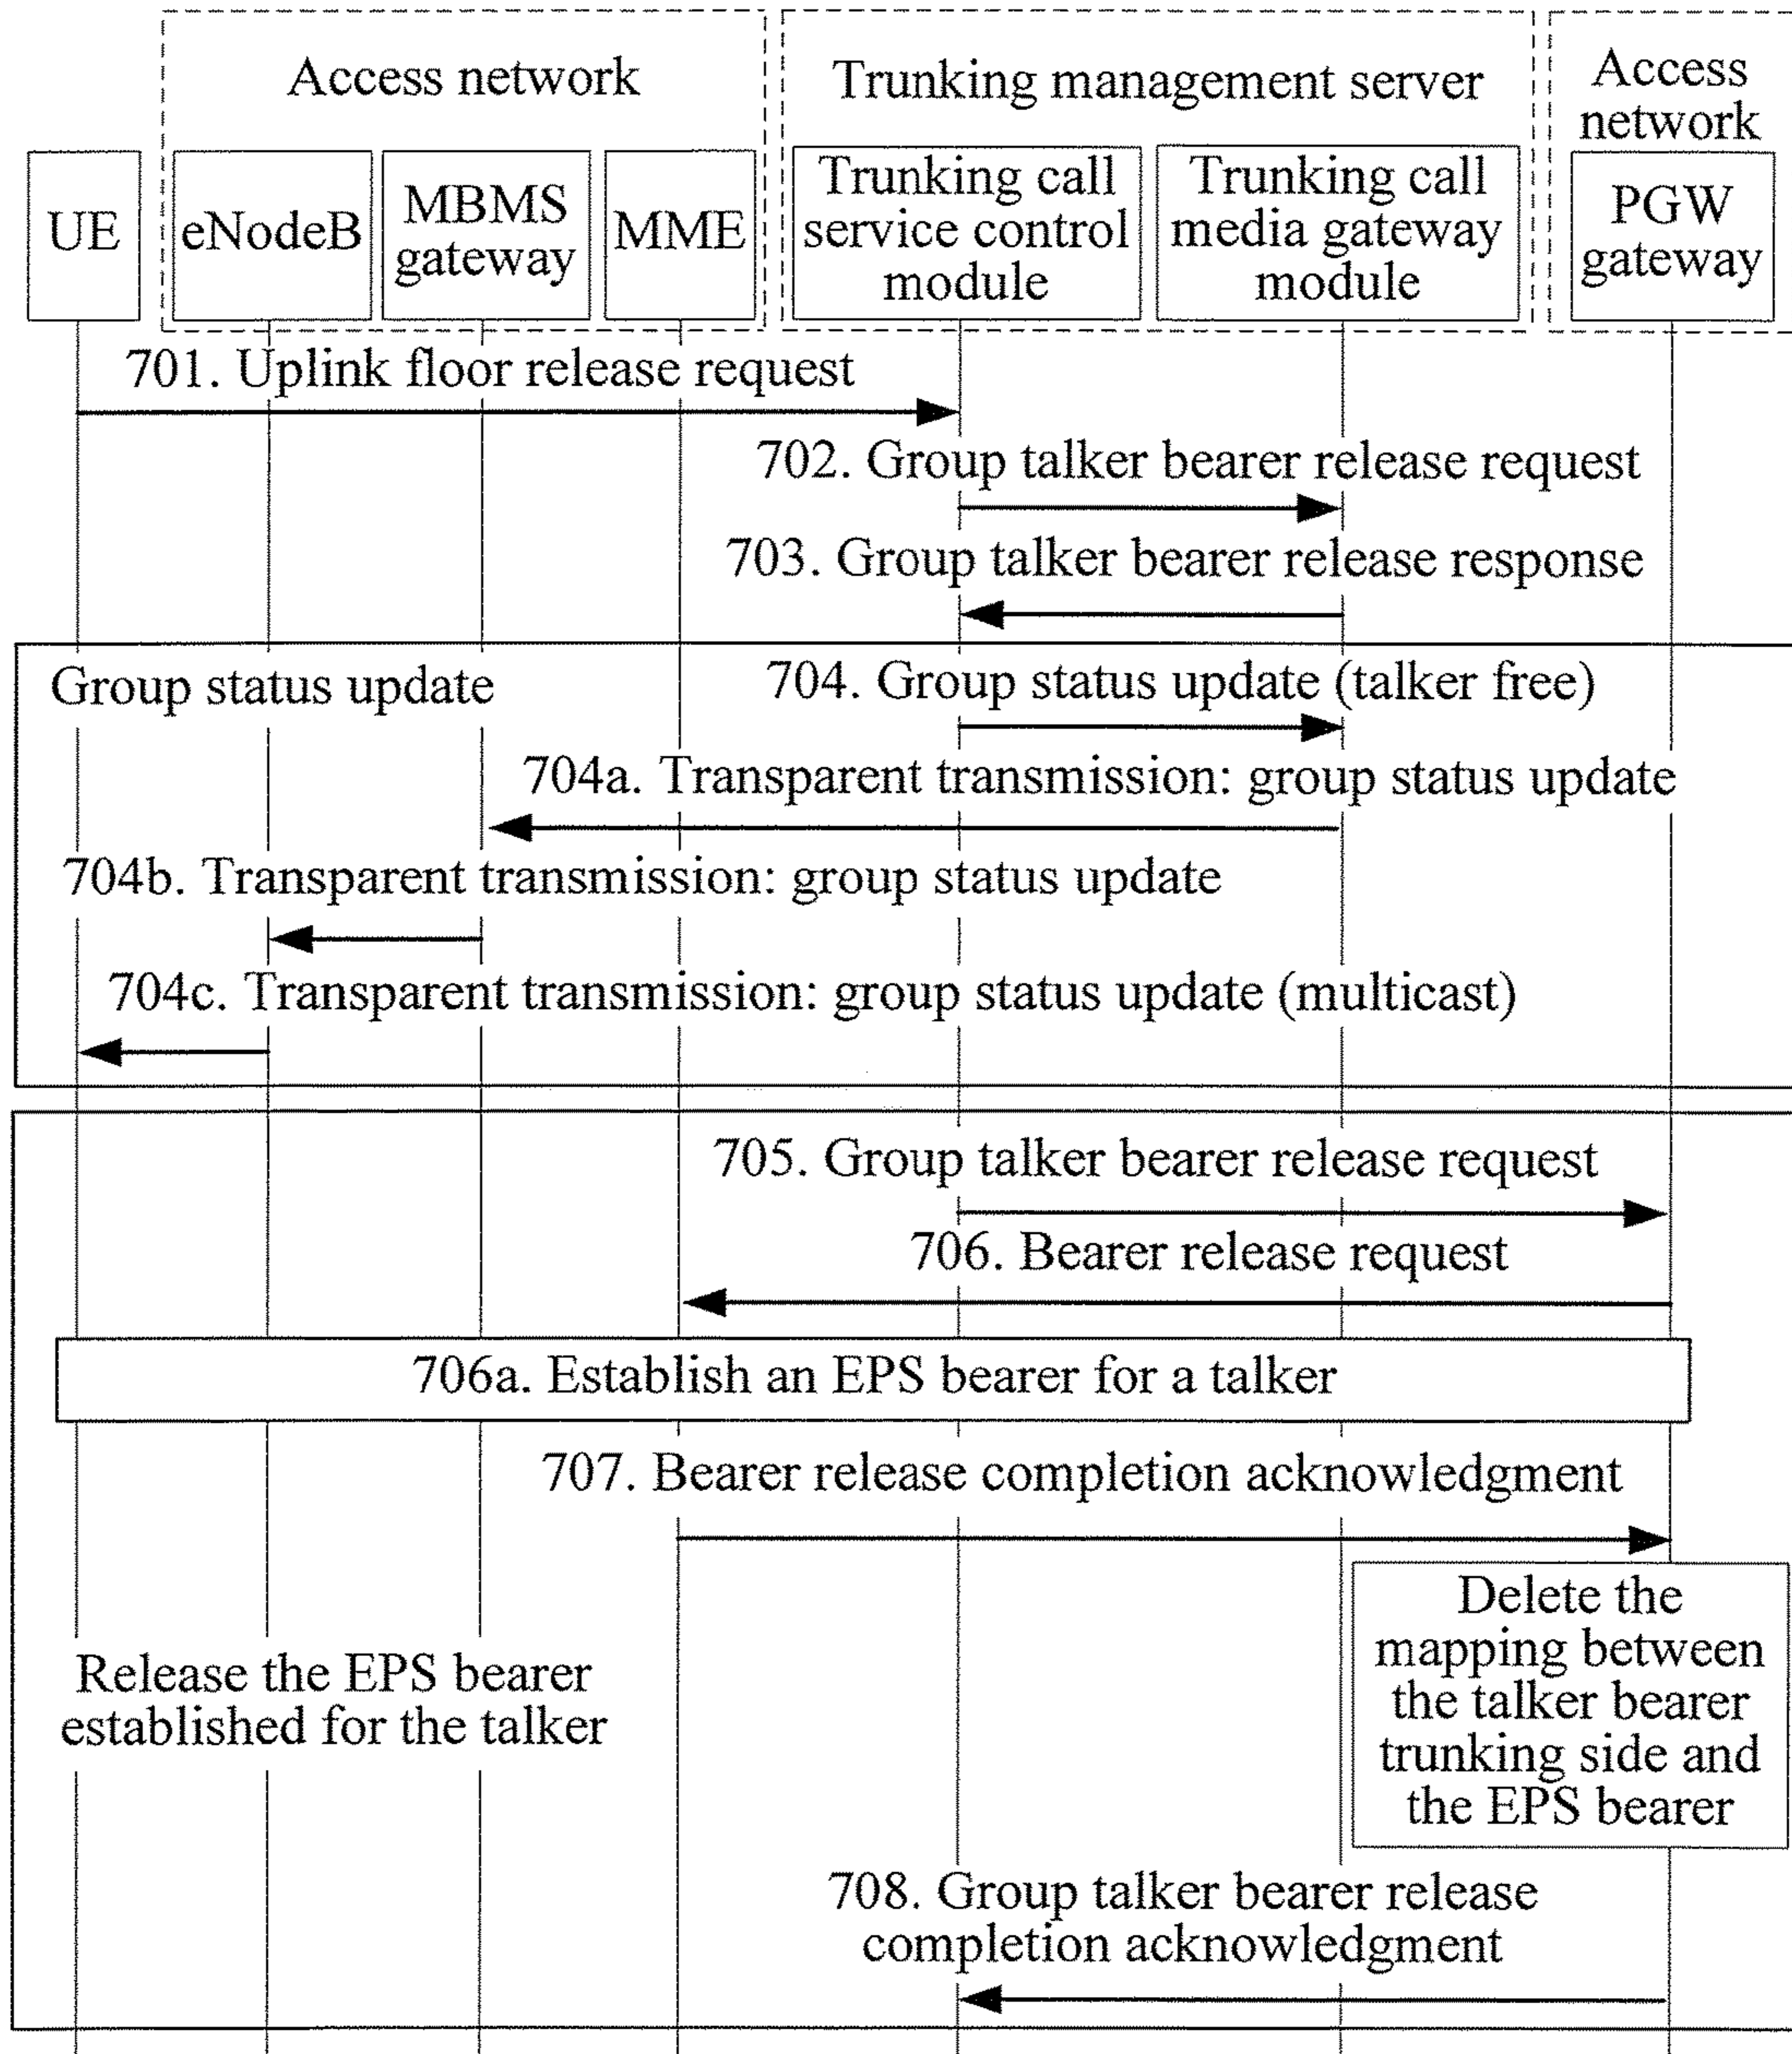 Access network
Trunking management server
Access
network
UE
eNodeB
MBMS
gateway
MME
Trunking call
service control
module
Trunking call
media gateway
module
PGW
gateway
701. Uplink floor release request
702. Group talker bearer release request
703. Group talker bearer release response
Group status update
704. Group status update (talker free)
704a. Transparent transmission: group status update
704b. Transparent transmission: group status update
704c. Transparent transmission: group status update (multicast)
705. Group talker bearer release request
706. Bearer release request
706a. Establish an EPS bearer for a talker
707. Bearer release completion acknowledgment
Release the EPS bearer
established for the talker
Delete the
mapping between
the talker bearer
trunking side and
the EPS bearer
708. Group talker bearer release
completion acknowledgment